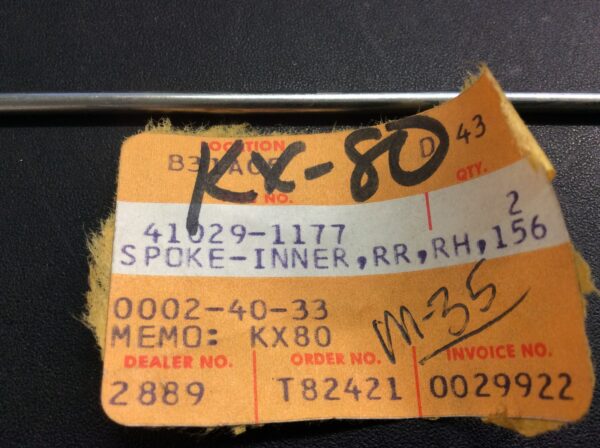 LOCATION
D 43
KX-80
NO.
QTY.
41029-1177
2
SPOKE-INNER,RR,RH,156
0002-40-33
MEMO: KX80
M-35
DEALER NO. ORDER NO. INVOICE NO.
2889 T82421 0029922